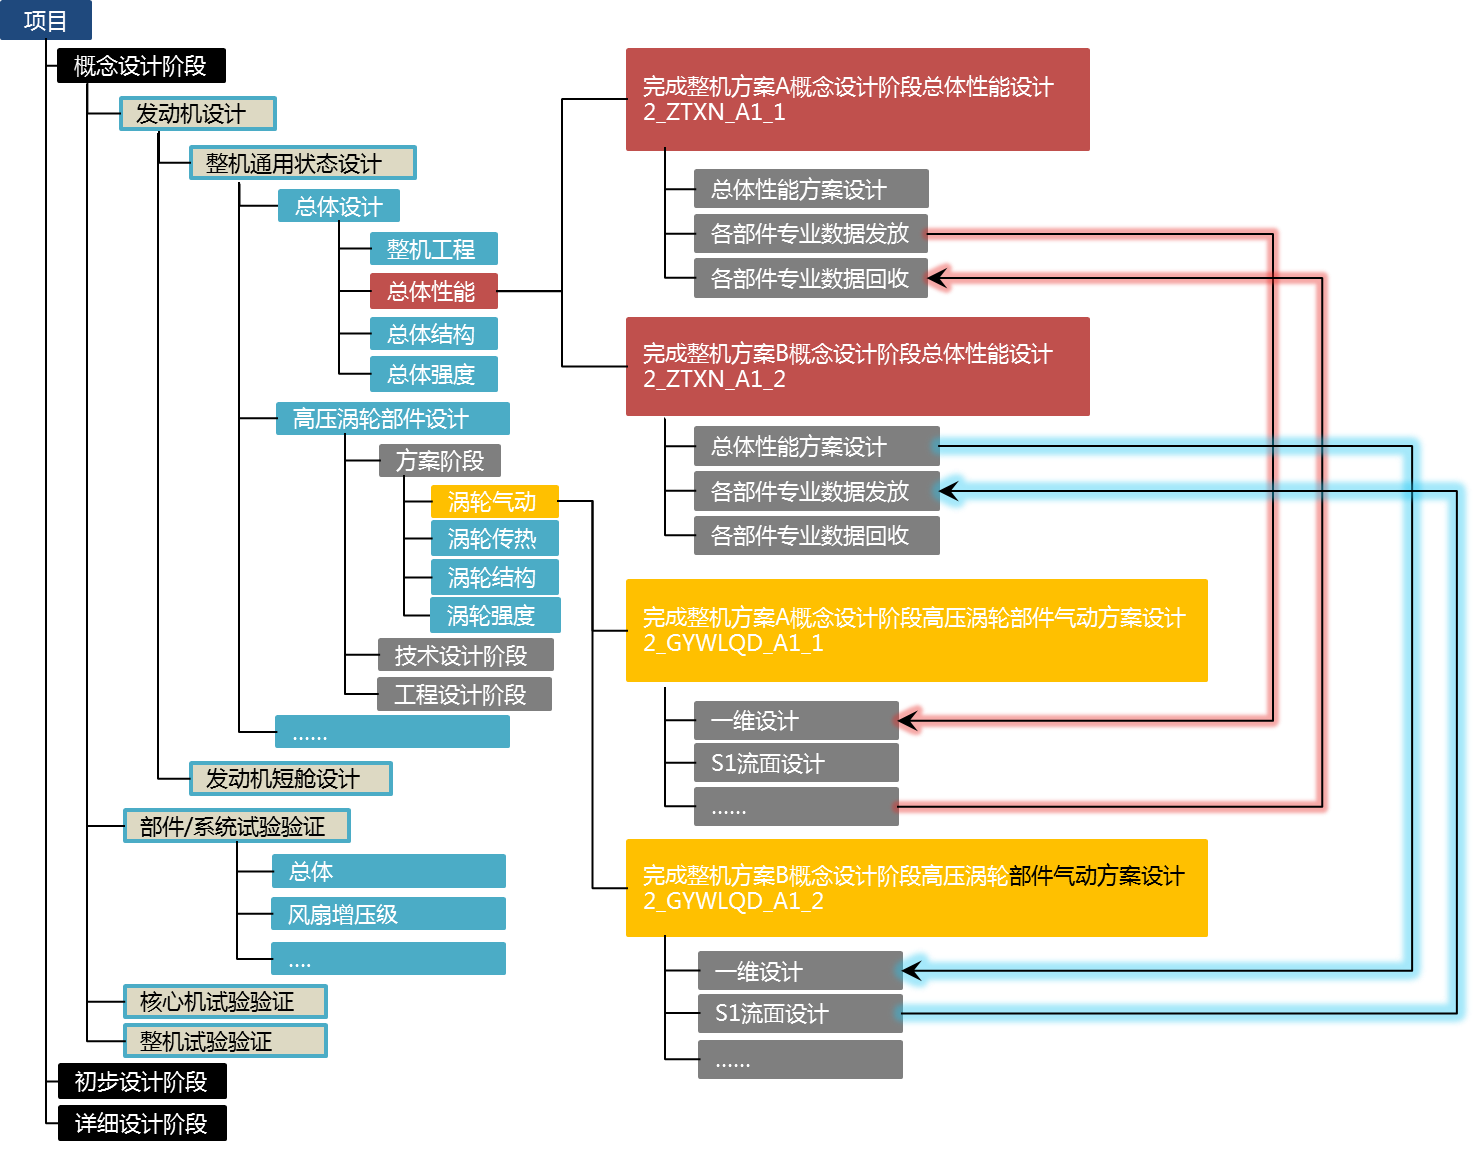 项目
概念设计阶段
发动机设计
整机通用状态设计
总体设计
整机工程
总体性能
总体结构
总体强度
高压涡轮部件设计
方案阶段
涡轮气动
涡轮传热
涡轮结构
涡轮强度
技术设计阶段
工程设计阶段
......
发动机短舱设计
部件/系统试验验证
总体
风扇增压级
....
核心机试验验证
整机试验验证
初步设计阶段
详细设计阶段
完成整机方案A概念设计阶段总体性能设计
2_ZTXN_A1_1
总体性能方案设计
各部件专业数据发放
各部件专业数据回收
完成整机方案B概念设计阶段总体性能设计
2_ZTXN_A1_2
总体性能方案设计
各部件专业数据发放
各部件专业数据回收
完成整机方案A概念设计阶段高压涡轮部件气动方案设计
2_GYWLQD_A1_1
一维设计
S1流面设计
......
完成整机方案B概念设计阶段高压涡轮部件气动方案设计
2_GYWLQD_A1_2
一维设计
S1流面设计
......